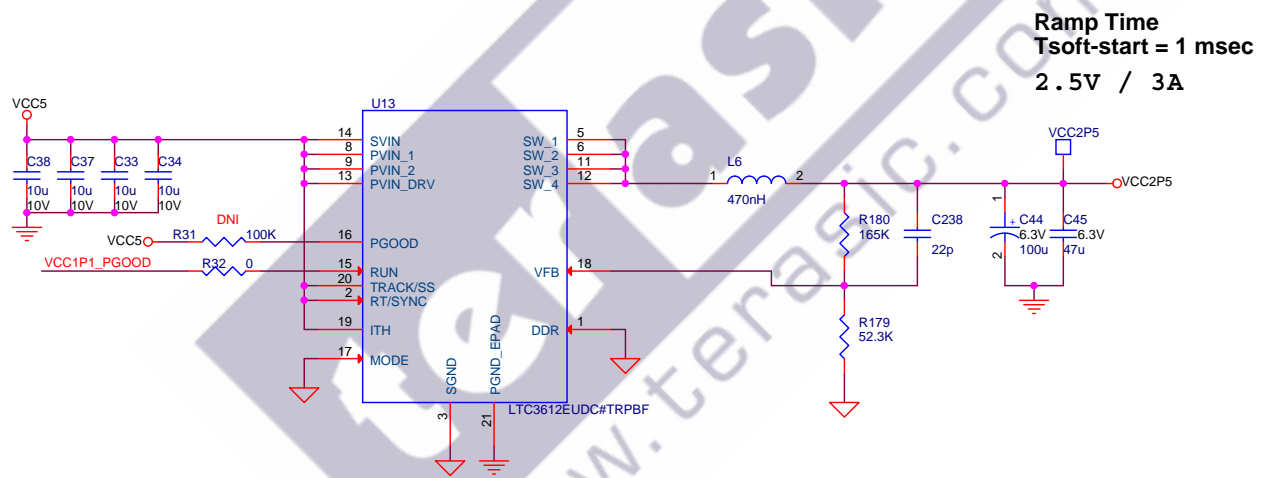 Ramp Time
Tsoft-start = 1 msec
2.5V / 3A
VCC5
C38
10u
10V
C37
10u
10V
C33
10u
10V
C34
10u
10V
DNI
VCC5
R31
100K
VCC1P1_PGOOD
R32
0
U13
14
SVIN
8
PVIN_1
9
PVIN_2
13
PVIN_DRV
16
PGOOD
15
RUN
20
TRACK/SS
2
RT/SYNC
19
ITH
17
MODE
SGND
3
PGND_EPAD
21
SW_1
5
SW_2
6
SW_3
11
SW_4
12
VFB
18
DDR
1
LTC3612EUDC#TRPBF
L6
1
2
470nH
R180
165K
C238
22p
R179
52.3K
1
+
2
C44
6.3V
100u
C45
6.3V
47u
VCC2P5
VCC2P5
terasic
w.terasic.com